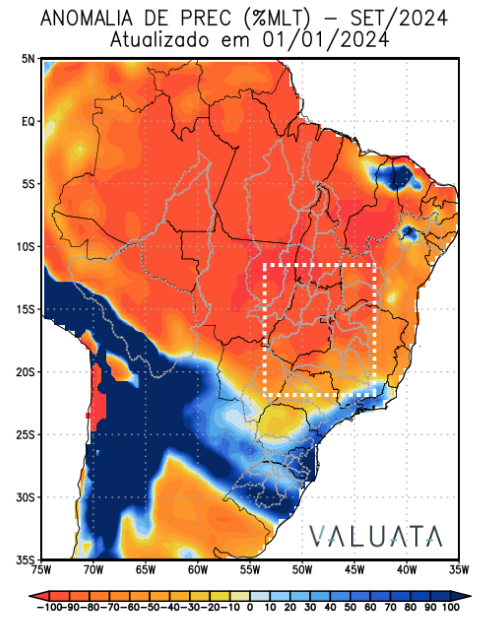 ANOMALIA DE PREC (%MLT) – SET/2024
Atualizado em 01/01/2024
5N
EQ
5S
10S
15S
20S
25S
30S
35S
VALUATA
75W 70W 65W 60W 55W 50W 45W 40W 35W
-100 -90 -80 -70 -60 -50 -40 -30 -20 -10 0 10 20 30 40 50 60 70 80 90 100